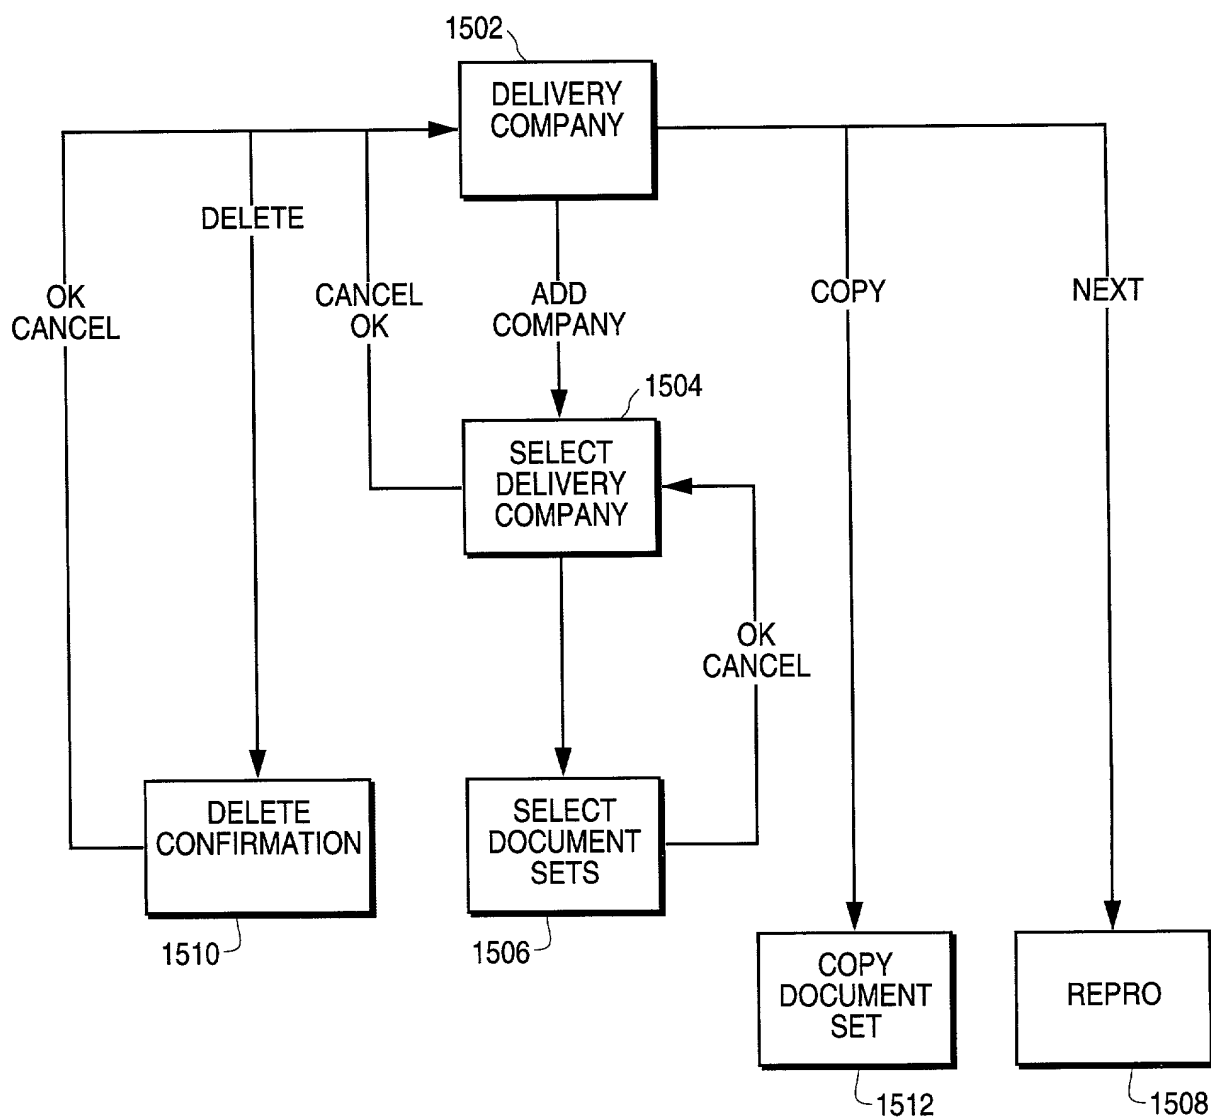 1502
DELIVERY
COMPANY
DELETE
OK
CANCEL
CANCEL
OK
ADD
COMPANY
COPY
NEXT
1504
SELECT
DELIVERY
COMPANY
OK
CANCEL
DELETE
CONFIRMATION
SELECT
DOCUMENT
SETS
1510
1506
COPY
DOCUMENT
SET
REPRO
1512
1508